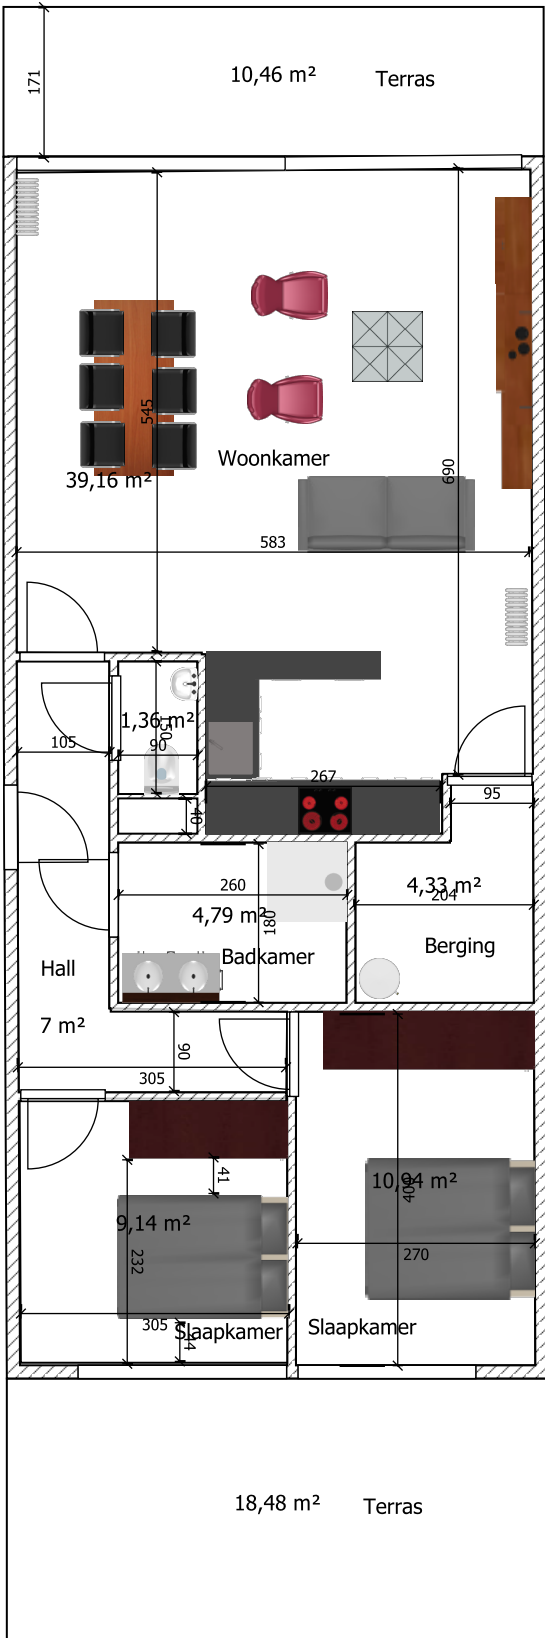 171
10,46 m²
Terras
545
690
Woonkamer
39,16 m²
583
1,36 m²
150
105
90
267
95
40
260
4,33 m²
204
4,79 m²
180
Badkamer
Berging
Hall
7 m²
90
305
41
10,94 m²
400
9,14 m²
232
270
305
Slaapkamer
44
Slaapkamer
18,48 m²
Terras